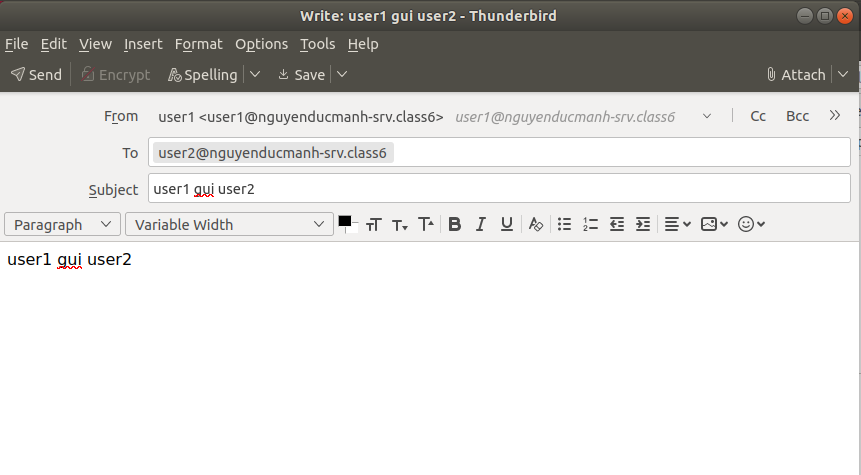 Write: user1 gui user2 - Thunderbird
File Edit View Insert Format Options Tools Help
Send Encrypt Spelling Save Attach
From user1 <user1@nguyenducmanh-srv.class6> user1@nguyenducmanh-srv.class6 Cc Bcc
To user2@nguyenducmanh-srv.class6
Subject user1 gui user2
Paragraph Variable Width
user1 gui user2